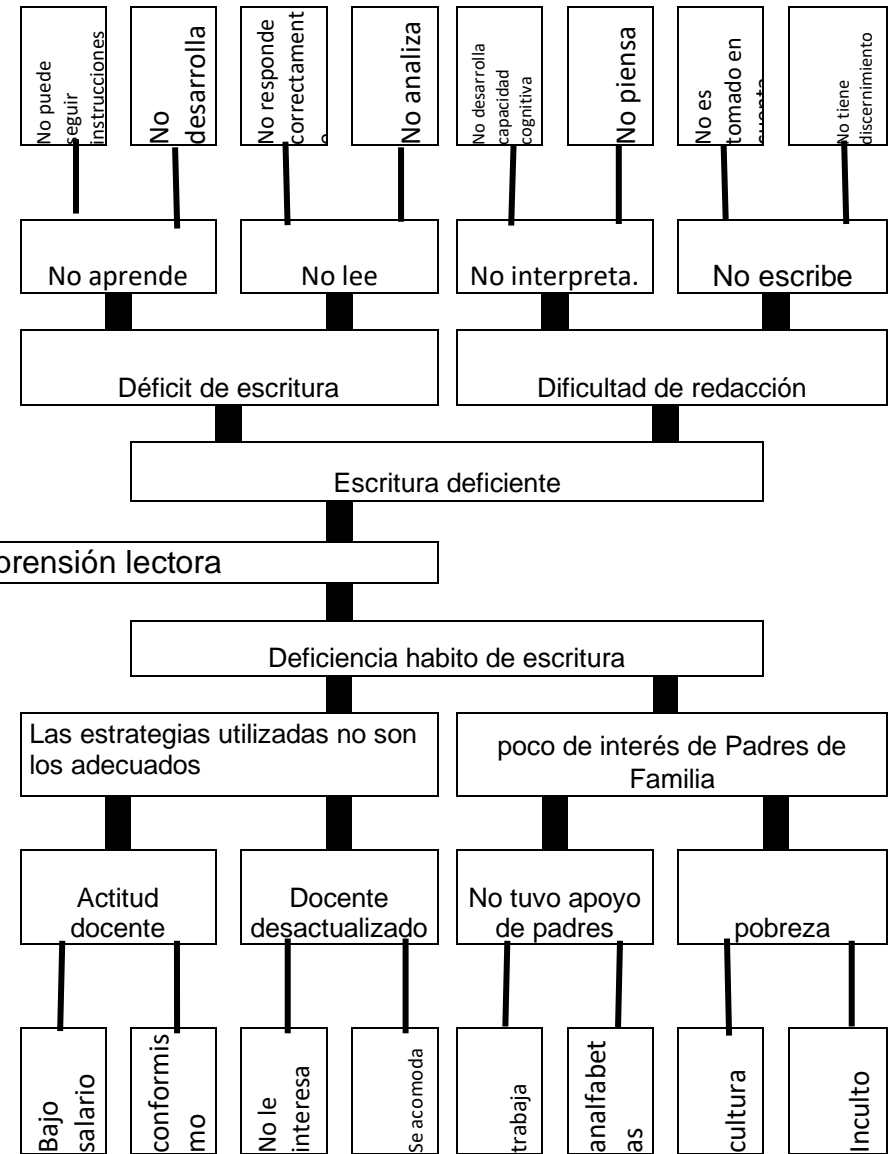 No puede
seguir
instrucciones
No
desarrolla
No responde
correctament
No analiza
No desarrolla
capacidad
cognitiva
No piensa
No es
tomado en
No tiene
discernimiento
No aprende
No lee
No interpreta.
No escribe
Déficit de escritura
Dificultad de redacción
Escritura deficiente
orensión lectora
Deficiencia habito de escritura
Las estrategias utilizadas no son
los adecuados
poco de interés de Padres de
Familia
Actitud
docente
Docente
desactualizado
No tuvo apoyo
de padres
pobreza
Bajo
salario
conformis
mo
No le
interesa
Se acomoda
trabaja
analfabet
as
cultura
Inculto